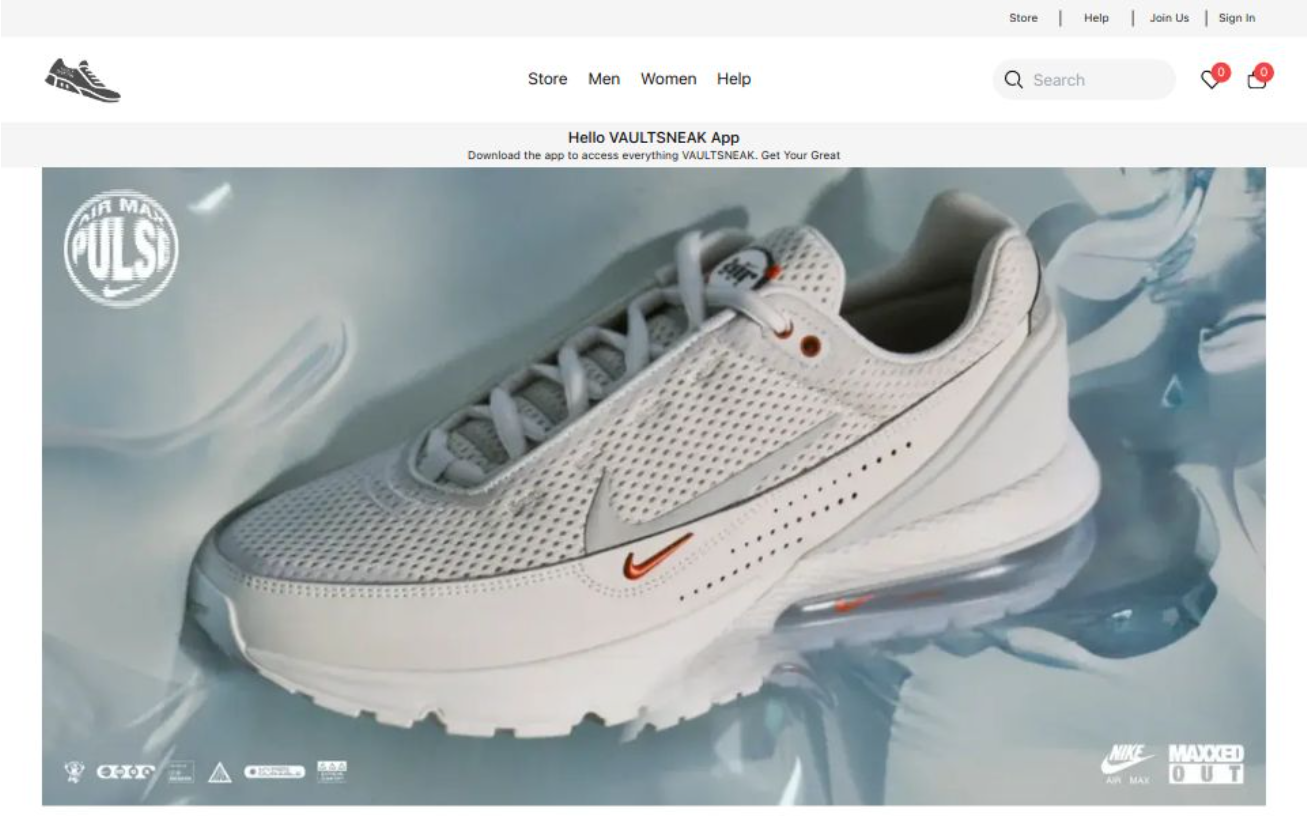 Store | Help | Join Us | Sign In
Store Men Women Help
Search
0 0
Hello VAULTSNEAK App
Download the app to access everything VAULTSNEAK. Get Your Great
AIR MAX
PULSE
air
NIKE
AIR MAX
MAXXED
OUT